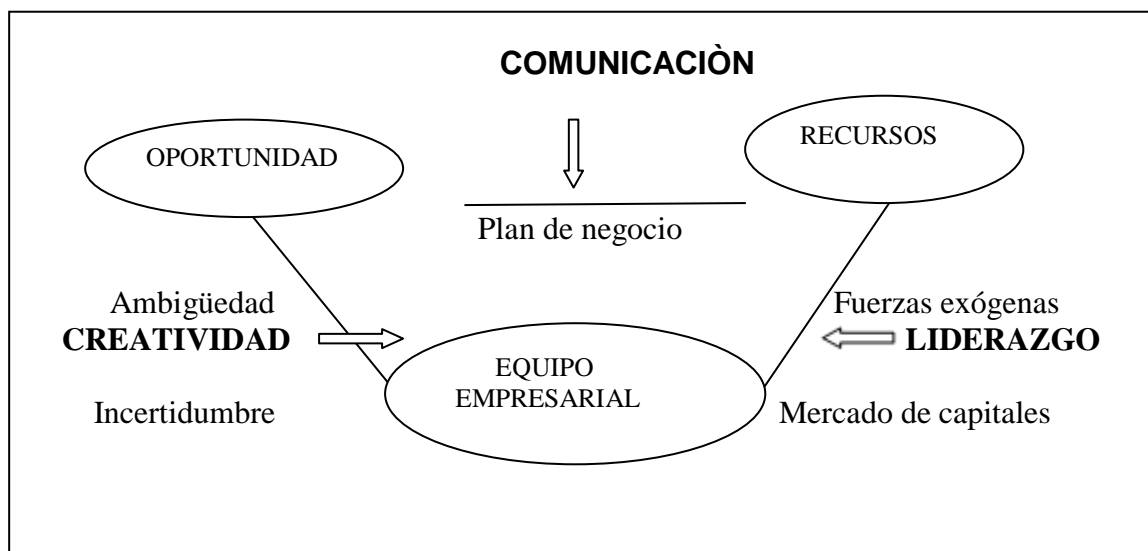 COMUNICACIÒN
OPORTUNIDAD
RECURSOS
Plan de negocio
Ambigüedad
CREATIVIDAD
Fuerzas exógenas
LIDERAZGO
EQUIPO
EMPRESARIAL
Incertidumbre
Mercado de capitales